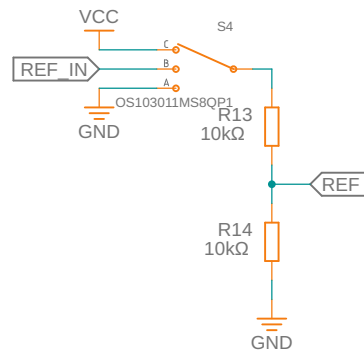 VCC
S4
C
REF_IN
B
A
OS103011MS8QP1
GND
R13
10kΩ
REF
R14
10kΩ
GND